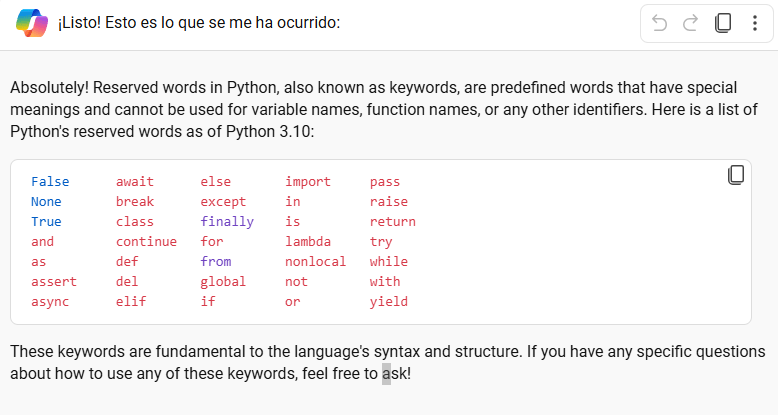 ¡Listo! Esto es lo que se me ha ocurrido:
Absolutely! Reserved words in Python, also known as keywords, are predefined words that have special
meanings and cannot be used for variable names, function names, or any other identifiers. Here is a list of
Python's reserved words as of Python 3.10:
False await else import pass
None break except in raise
True class finally is return
and continue for lambda try
as def from nonlocal while
assert del global not with
async elif if or yield
These keywords are fundamental to the language's syntax and structure. If you have any specific questions
about how to use any of these keywords, feel free to ask!